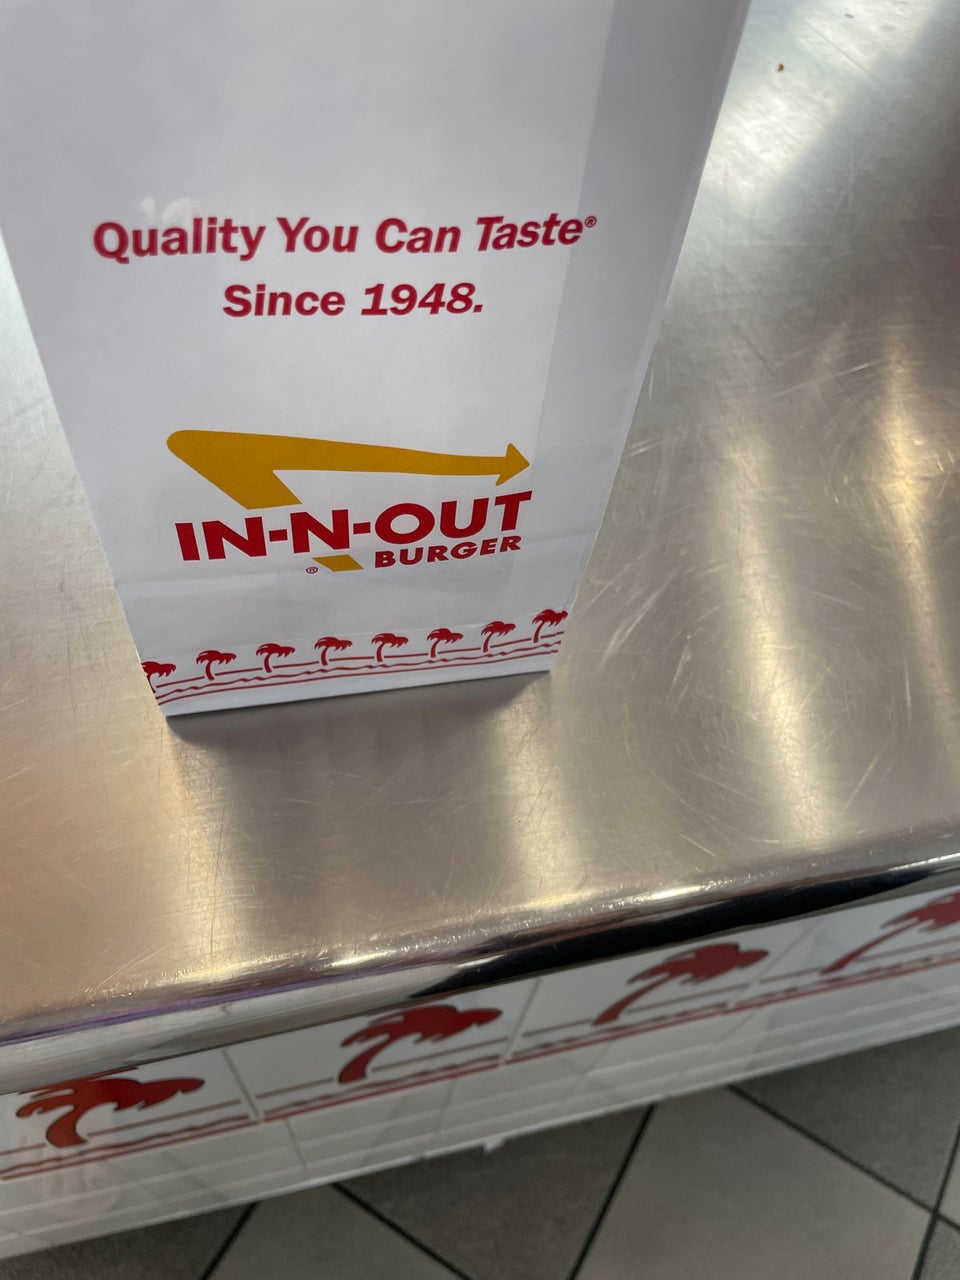 Quality You Can Taste®
Since 1948.
IN-N-OUT
BURGER
®